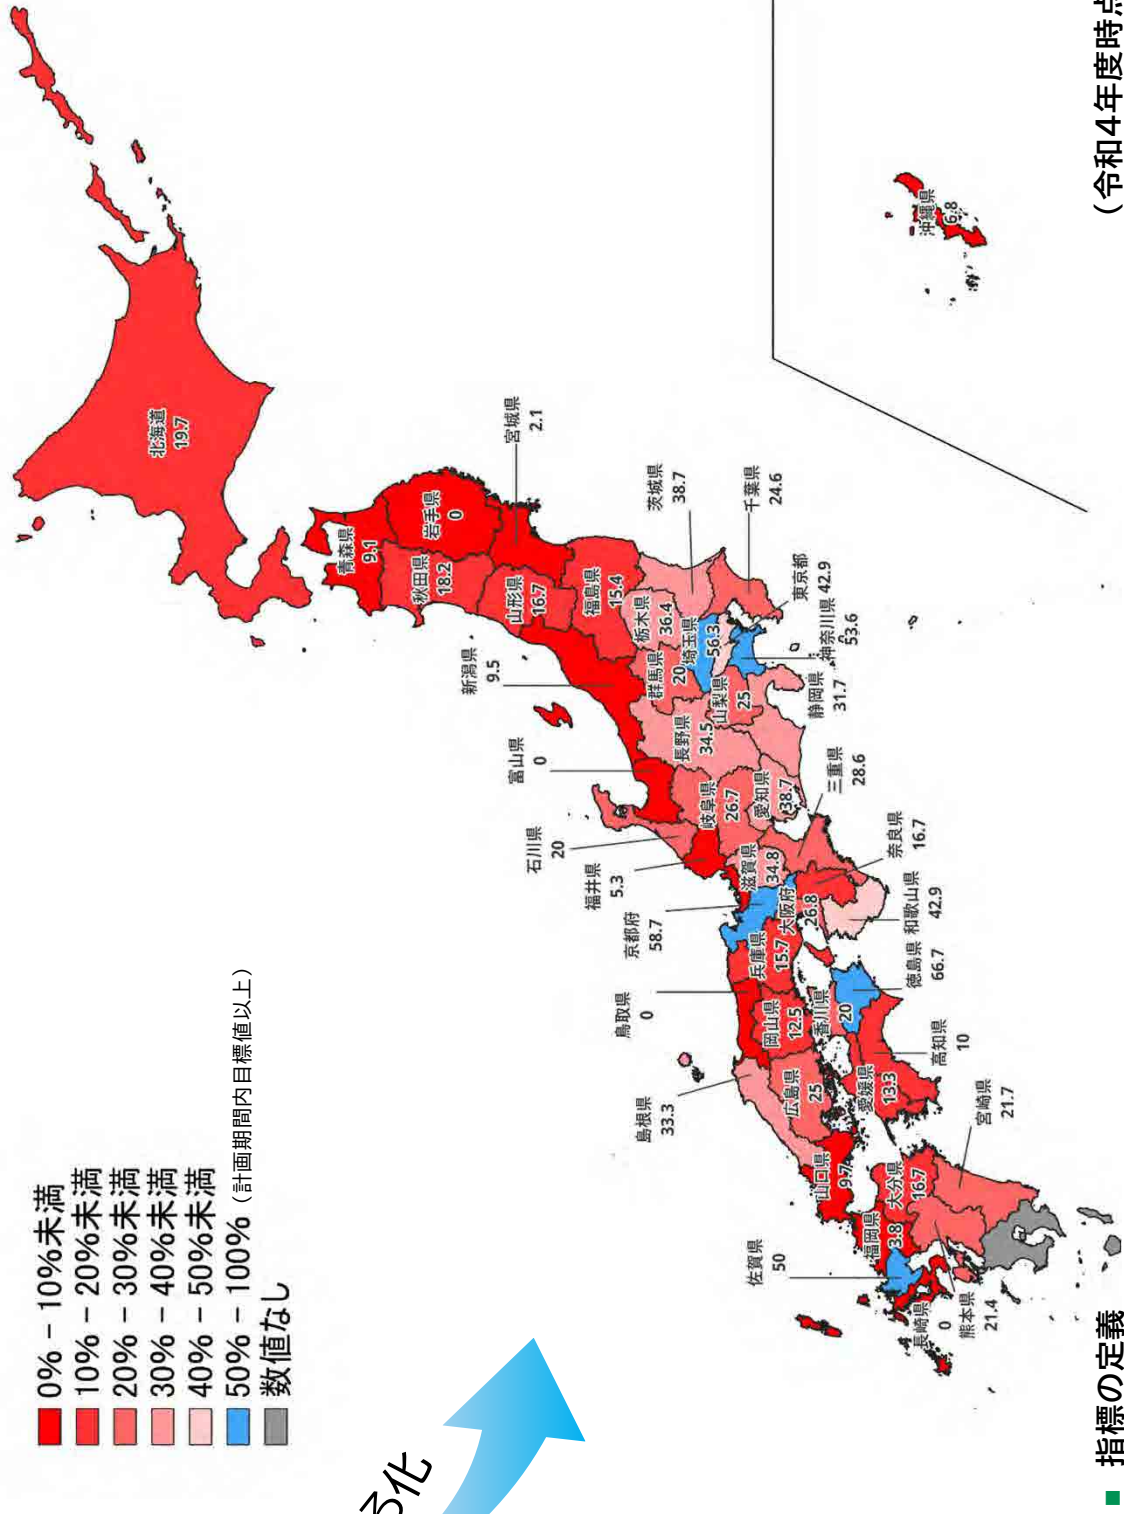 0% − 10%未満
10% − 20%未満
20% − 30%未満
30% − 40%未満
40% − 50%未満
50% − 100%（計画期間内目標値以上）
数値なし
る化
北海道
19.7
青森県
9.1
岩手県
0
宮城県
2.1
秋田県
18.2
山形県
16.7
福島県
15.4
新潟県
9.5
富山県
0
石川県
20
福井県
5.3
京都府
58.7
鳥取県
0
島根県
33.3
茨城県
38.7
千葉県
24.6
栃木県
36.4
群馬県
20
埼玉県
56.3
東京都
42.9
神奈川県
53.6
山梨県
25
静岡県
31.7
長野県
34.5
岐阜県
26.7
愛知県
38.7
三重県
28.6
滋賀県
34.8
奈良県
16.7
大阪府
26.8
和歌山県
42.9
兵庫県
15.7
岡山県
12.5
広島県
25
山口県
9.7
香川県
20
徳島県
66.7
愛媛県
13.3
高知県
10
福岡県
3.8
佐賀県
50
大分県
16.7
長崎県
0
熊本県
21.4
宮崎県
21.7
沖縄県
6.8
■ 指標の定義
（令和4年度時点